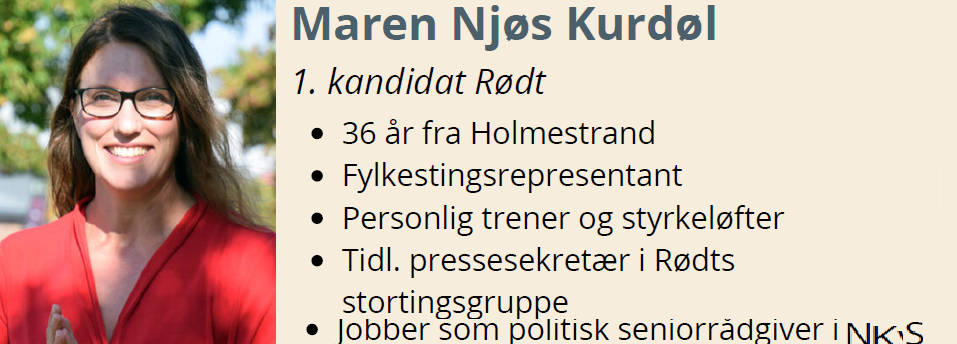 Maren Njøs Kurdøl
1. kandidat Rødt
• 36 år fra Holmestrand
• Fylkestingsrepresentant
• Personlig trener og styrkeløfter
• Tidl. pressesekretær i Rødts
stortingsgruppe
• Jobber som politisk seniorrådgiver i